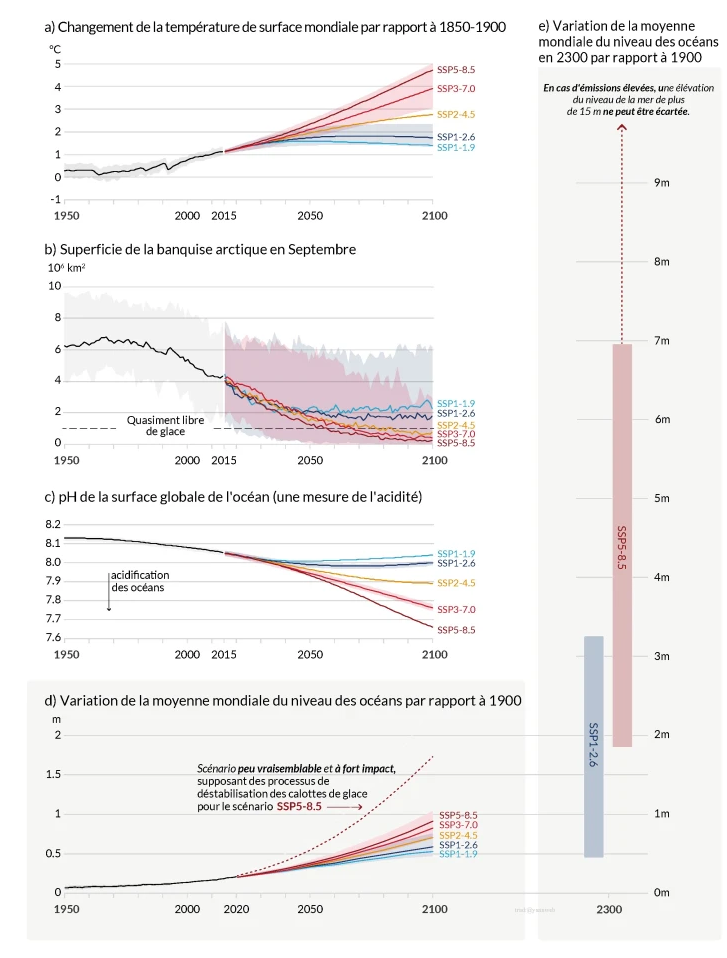 a) Changement de la température de surface mondiale par rapport à 1850-1900
°C
5
4
3
2
1
0
-1
SSP5-8.5
SSP3-7.0
SSP2-4.5
SSP1-2.6
SSP1-1.9
1950 2000 2015 2050 2100
b) Superficie de la banquise arctique en Septembre
10⁶ km²
10
8
6
4
2
0
Quasiment libre
de glace
SSP1-1.9
SSP1-2.6
SSP2-4.5
SSP3-7.0
SSP5-8.5
1950 2000 2015 2050 2100
c) pH de la surface globale de l'océan (une mesure de l'acidité)
8.2
8.1
8.0
7.9
7.8
7.7
7.6
acidification
des océans
SSP1-1.9
SSP1-2.6
SSP2-4.5
SSP3-7.0
SSP5-8.5
1950 2000 2015 2050 2100
d) Variation de la moyenne mondiale du niveau des océans par rapport à 1900
m
2
1.5
1
0.5
0
Scénario peu vraisemblable et à fort impact,
supposant des processus de
déstabilisation des calottes de glace
pour le scénario SSP5-8.5
SSP5-8.5
SSP3-7.0
SSP2-4.5
SSP1-2.6
SSP1-1.9
1950 2000 2020 2050 2100
e) Variation de la moyenne
mondiale du niveau des océans
en 2300 par rapport à 1900
En cas d'émissions élevées, une élévation
du niveau de la mer de plus
de 15 m ne peut être écartée.
9m
8m
7m
6m
5m
4m
3m
2m
1m
0m
SSP5-8.5
SSP1-2.6
2300